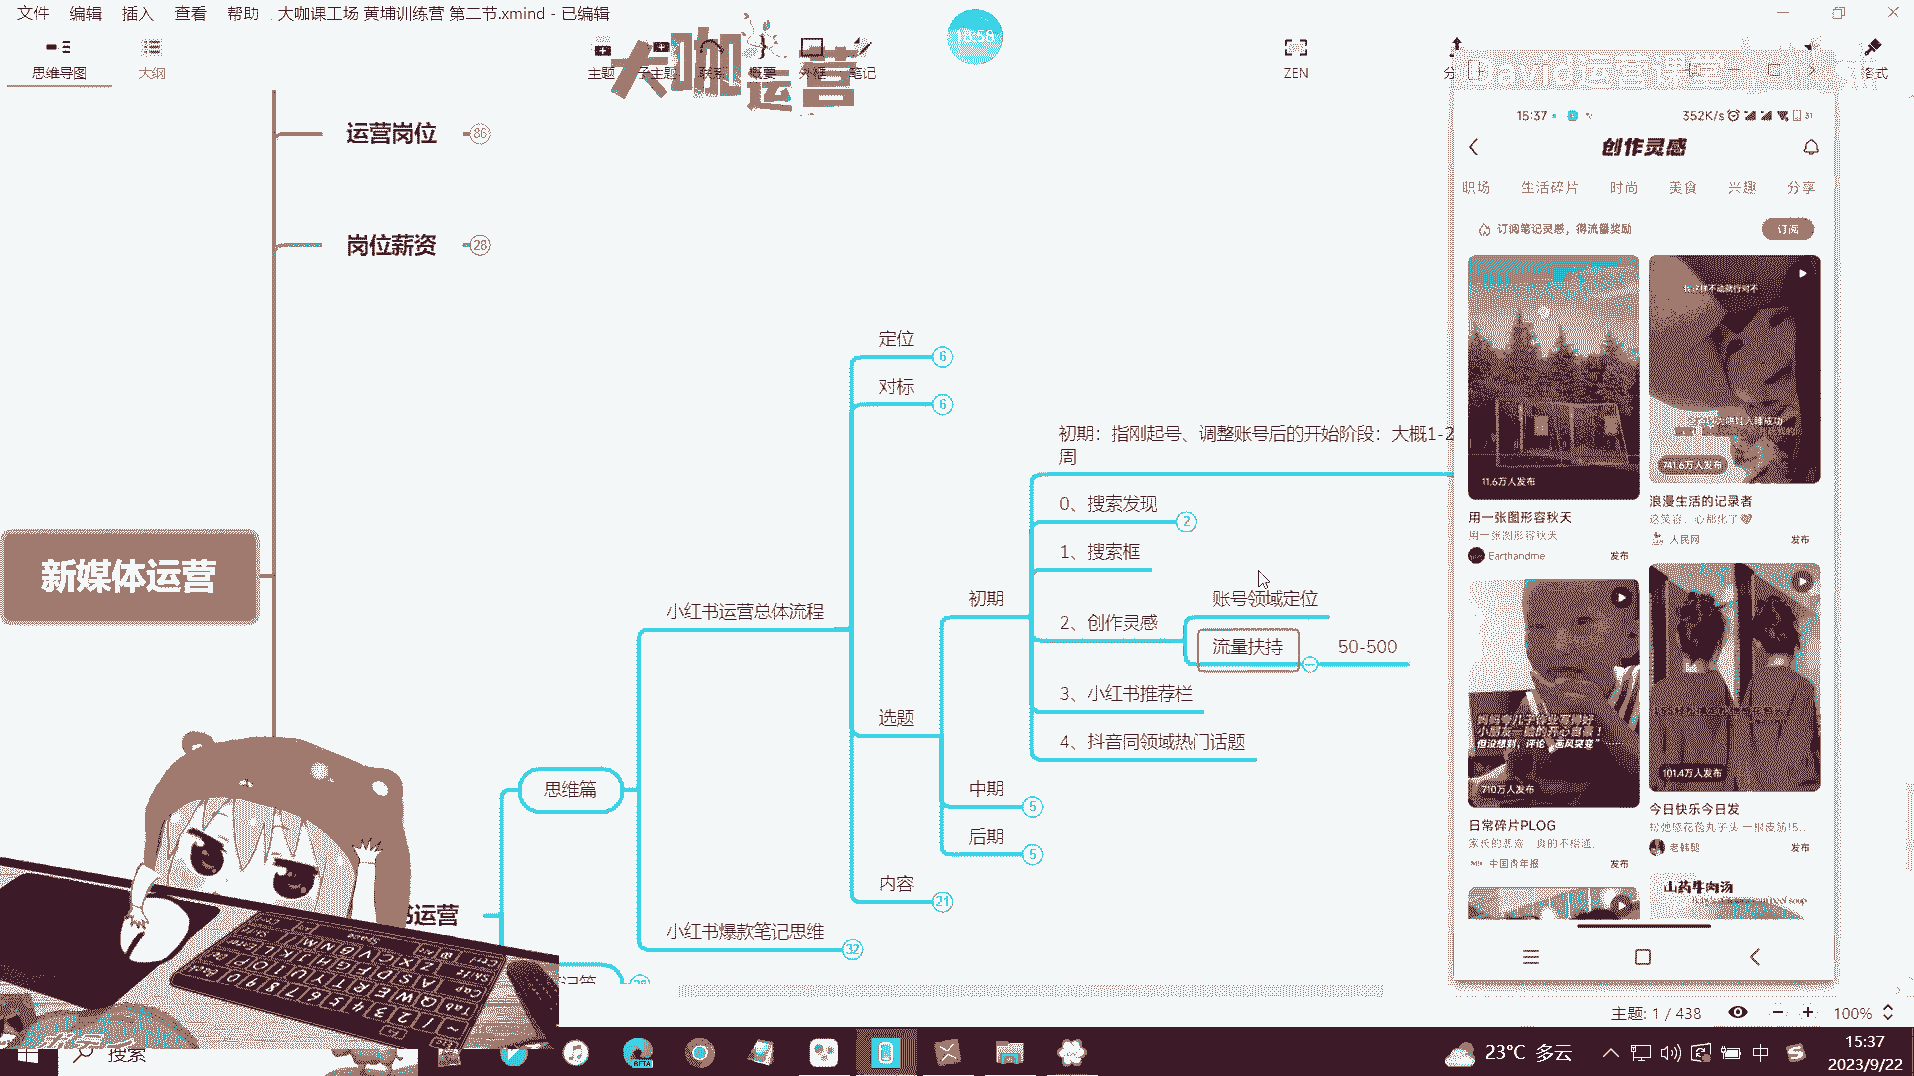 文件 编辑 插入 查看 帮助 大咖课工场 黄埔训练营 第二节.xmind - 已编辑
思维导图
大纲
主题
子主题
联系
概要
外框
笔记
ZEN
格式
大咖运营
18:58
David运营课堂
运营岗位
86
岗位薪资
28
新媒体运营
思维篇
小红书运营总体流程
定位
6
对标
6
选题
初期
初期：指刚起号、调整账号后的开始阶段：大概1-2
周
0、搜索发现
2
1、搜索框
2、创作灵感
账号领域定位
流量扶持
50-500
3、小红书推荐栏
4、抖音同领域热门话题
中期
5
后期
5
内容
21
小红书爆款笔记思维
32
书运营
15:37
352K/s
31
创作灵感
职场 生活碎片 时尚 美食 兴趣 分享
订阅笔记灵感，得流量奖励
订阅
11.6万人发布
用一张图形容秋天
用一张图形容秋天
Earthandme
发布
741.6万人发布
浪漫生活的记录者
人民网
发布
710万人发布
日常碎片PLOG
中国青年报
发布
101.4万人发布
今日快乐今日发
发布
山药牛肉汤
主题: 1 / 438
100%
搜索
23°C 多云
中
15:37
2023/9/22